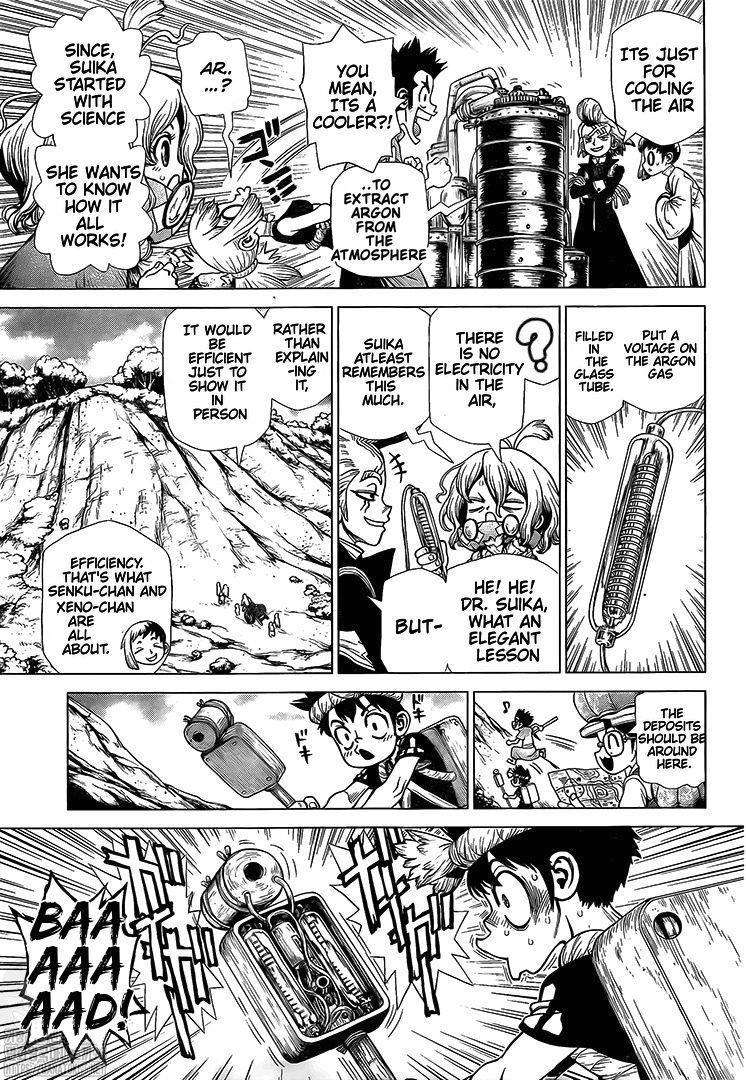 ITS JUST
FOR
COOLING
THE AIR
YOU
MEAN,
ITS A
COOLER?!
..TO
EXTRACT
ARGON
FROM
THE
ATMOSPHERE
AR..
....?
SINCE,
SUIKA
STARTED
WITH
SCIENCE
SHE WANTS
TO KNOW
HOW IT
ALL
WORKS!
PUT A
VOLTAGE ON
THE ARGON
GAS
FILLED
IN THE
GLASS
TUBE.
?
THERE
IS NO
ELECTRICITY
IN THE
AIR,
SUIKA
ATLEAST
REMEMBERS
THIS
MUCH.
HE! HE!
DR. SUIKA,
WHAT AN
ELEGANT
LESSON
BUT-
RATHER
THAN
EXPLAIN
-ING
IT,
IT WOULD
BE
EFFICIENT
JUST TO
SHOW IT
IN
PERSON
EFFICIENCY.
THAT'S WHAT
SENKU-CHAN AND
XENO-CHAN
ARE
ALL
ABOUT.
THE
DEPOSITS
SHOULD BE
AROUND
HERE.
BAA
AAA
AAD!